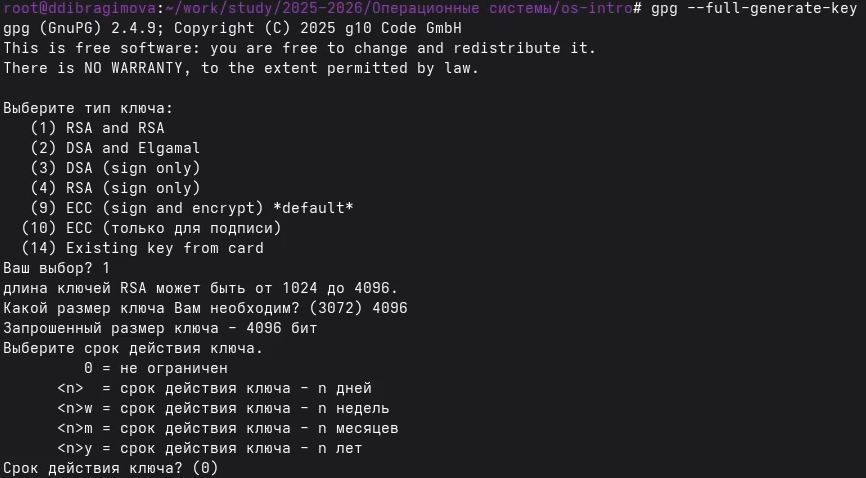 root@ddibragimova:~/work/study/2025-2026/Операционные системы/os-intro# gpg --full-generate-key
gpg (GnuPG) 2.4.9; Copyright (C) 2025 g10 Code GmbH
This is free software: you are free to change and redistribute it.
There is NO WARRANTY, to the extent permitted by law.

Выберите тип ключа:
   (1) RSA and RSA
   (2) DSA and Elgamal
   (3) DSA (sign only)
   (4) RSA (sign only)
   (9) ECC (sign and encrypt) *default*
  (10) ECC (только для подписи)
  (14) Existing key from card
Ваш выбор? 1
длина ключей RSA может быть от 1024 до 4096.
Какой размер ключа Вам необходим? (3072) 4096
Запрошенный размер ключа - 4096 бит
Выберите срок действия ключа.
         0 = не ограничен
      <n>  = срок действия ключа - n дней
      <n>w = срок действия ключа - n недель
      <n>m = срок действия ключа - n месяцев
      <n>y = срок действия ключа - n лет
Срок действия ключа? (0)